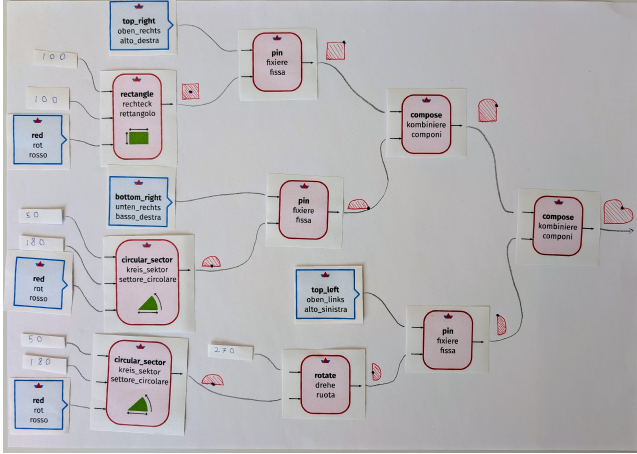 top_right
oben_rechts
alto_destra
pin
fixiere
fissa
100
rectangle
rechteck
rettangolo
100
red
rot
rosso
compose
kombiniere
componi
bottom_right
unten_rechts
basso_destra
pin
fixiere
fissa
compose
kombiniere
componi
50
180
circular_sector
kreis_sektor
settore_circolare
red
rot
rosso
top_left
oben_links
alto_sinistra
pin
fixiere
fissa
50
180
circular_sector
kreis_sektor
settore_circolare
270
rotate
drehe
ruota
red
rot
rosso